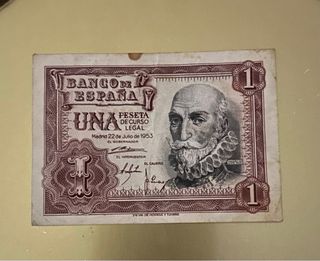 BANCO DE
ESPAÑA
1
UNA PESETA
DE CURSO
LEGAL
Madrid 22 de Julio de 1953
EL GOBERNADOR
EL INTERVENTOR
EL CAJERO
1
1